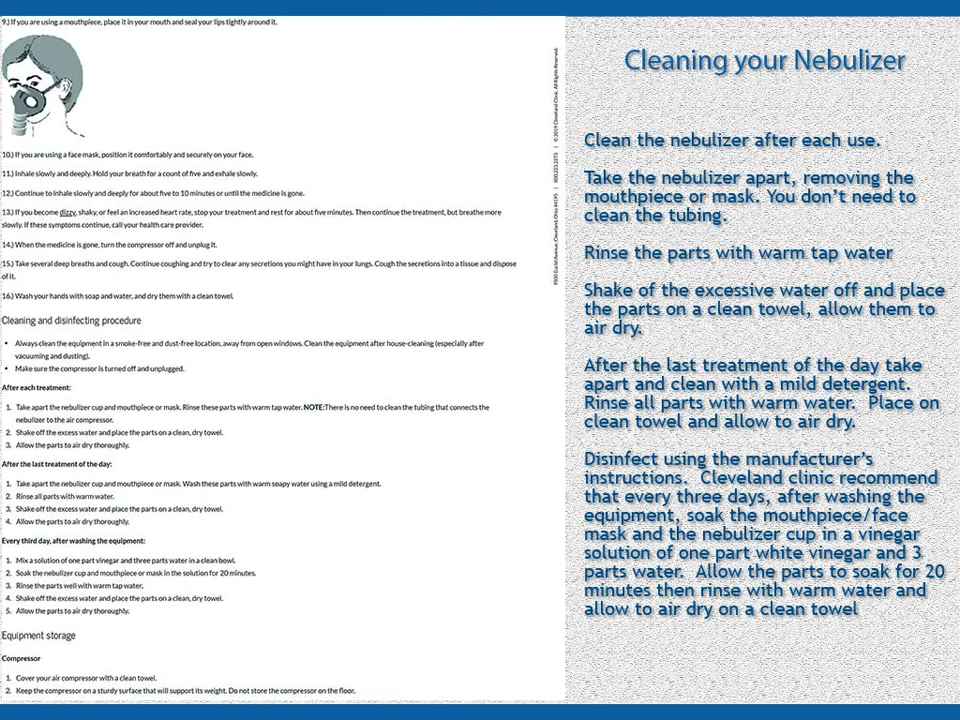 9.) If you are using a mouthpiece, place it in your mouth and seal your lips tightly around it.
10.) If you are using a face mask, position it comfortably and securely on your face.
11.) Inhale slowly and deeply. Hold your breath for a count of five and exhale slowly.
12.) Continue to inhale slowly and deeply for about five to 10 minutes or until the medicine is gone.
13.) If you become dizzy, shaky, or feel an increased heart rate, stop your treatment and rest for about five minutes. Then continue the treatment, but breathe more
slowly. If these symptoms continue, call your health care provider.
14.) When the medicine is gone, turn the compressor off and unplug it.
15.) Take several deep breaths and cough. Continue coughing and try to clear any secretions you might have in your lungs. Cough the secretions into a tissue and dispose
of it.
16.) Wash your hands with soap and water, and dry them with a clean towel.
Cleaning and disinfecting procedure
• Always clean the equipment in a smoke-free and dust-free location, away from open windows. Clean the equipment after house-cleaning (especially after
vacuuming and dusting).
• Make sure the compressor is turned off and unplugged.
After each treatment:
1. Take apart the nebulizer cup and mouthpiece or mask. Rinse these parts with warm tap water. NOTE:There is no need to clean the tubing that connects the
nebulizer to the air compressor.
2. Shake off the excess water and place the parts on a clean, dry towel.
3. Allow the parts to air dry thoroughly.
After the last treatment of the day:
1. Take apart the nebulizer cup and mouthpiece or mask. Wash these parts with warm soapy water using a mild detergent.
2. Rinse all parts with warm water.
3. Shake off the excess water and place the parts on a clean, dry towel.
4. Allow the parts to air dry thoroughly.
Every third day, after washing the equipment:
1. Mix a solution of one part vinegar and three parts water in a clean bowl.
2. Soak the nebulizer cup and mouthpiece or mask in the solution for 20 minutes.
3. Rinse the parts well with warm tap water.
4. Shake off the excess water and place the parts on a clean, dry towel.
5. Allow the parts to air dry thoroughly.
Equipment storage
Compressor
1. Cover your air compressor with a clean towel.
2. Keep the compressor on a sturdy surface that will support its weight. Do not store the compressor on the floor.
9500 Euclid Avenue, Cleveland, Ohio 44195 | 800.223.2273 | © 2019 Cleveland Clinic. All Rights Reserved.
Cleaning your Nebulizer
Clean the nebulizer after each use.
Take the nebulizer apart, removing the
mouthpiece or mask. You don’t need to
clean the tubing.
Rinse the parts with warm tap water
Shake of the excessive water off and place
the parts on a clean towel, allow them to
air dry.
After the last treatment of the day take
apart and clean with a mild detergent.
Rinse all parts with warm water. Place on
clean towel and allow to air dry.
Disinfect using the manufacturer’s
instructions. Cleveland clinic recommend
that every three days, after washing the
equipment, soak the mouthpiece/face
mask and the nebulizer cup in a vinegar
solution of one part white vinegar and 3
parts water. Allow the parts to soak for 20
minutes then rinse with warm water and
allow to air dry on a clean towel